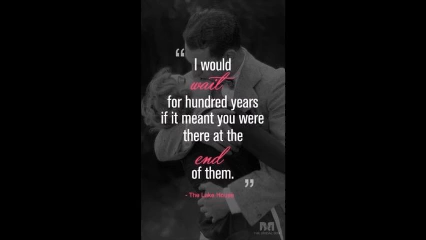 “
I would
wait
for hundred years
if it meant you were
there at the
end
of them.
”
- The Lake House